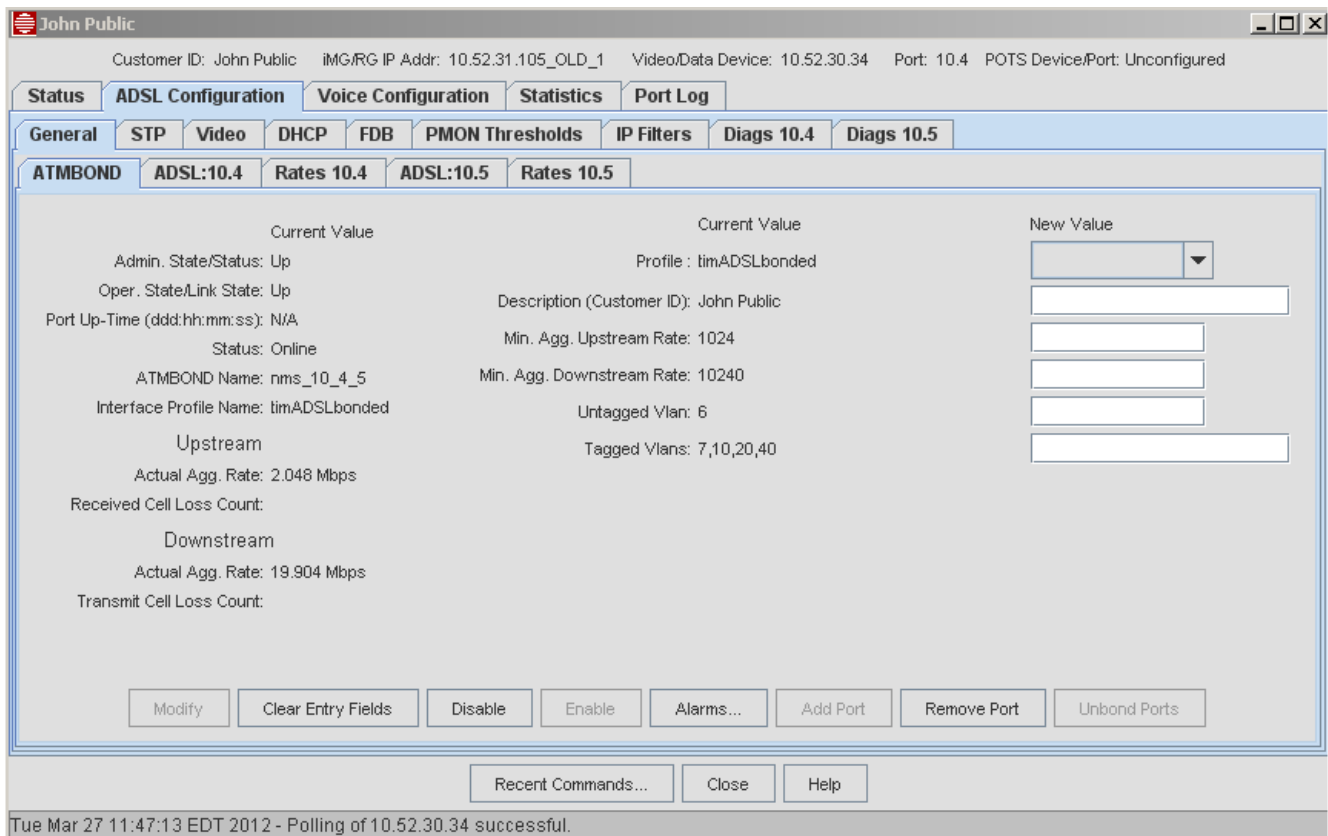 John Public
Customer ID: John Public iMG/RG IP Addr: 10.52.31.105_OLD_1 Video/Data Device: 10.52.30.34 Port: 10.4 POTS Device/Port: Unconfigured
Status ADSL Configuration Voice Configuration Statistics Port Log
General STP Video DHCP FDB PMON Thresholds IP Filters Diags 10.4 Diags 10.5
ATMBOND ADSL:10.4 Rates 10.4 ADSL:10.5 Rates 10.5
Current Value
Admin. State/Status: Up
Oper. State/Link State: Up
Port Up-Time (ddd:hh:mm:ss): N/A
Status: Online
ATMBOND Name: nms_10_4_5
Interface Profile Name: timADSLbonded
Upstream
Actual Agg. Rate: 2.048 Mbps
Received Cell Loss Count:
Downstream
Actual Agg. Rate: 19.904 Mbps
Transmit Cell Loss Count:
Current Value New Value
Profile : timADSLbonded
Description (Customer ID): John Public
Min. Agg. Upstream Rate: 1024
Min. Agg. Downstream Rate: 10240
Untagged Vlan: 6
Tagged Vlans: 7,10,20,40
Modify Clear Entry Fields Disable Enable Alarms... Add Port Remove Port Unbond Ports
Recent Commands... Close Help
Tue Mar 27 11:47:13 EDT 2012 - Polling of 10.52.30.34 successful.